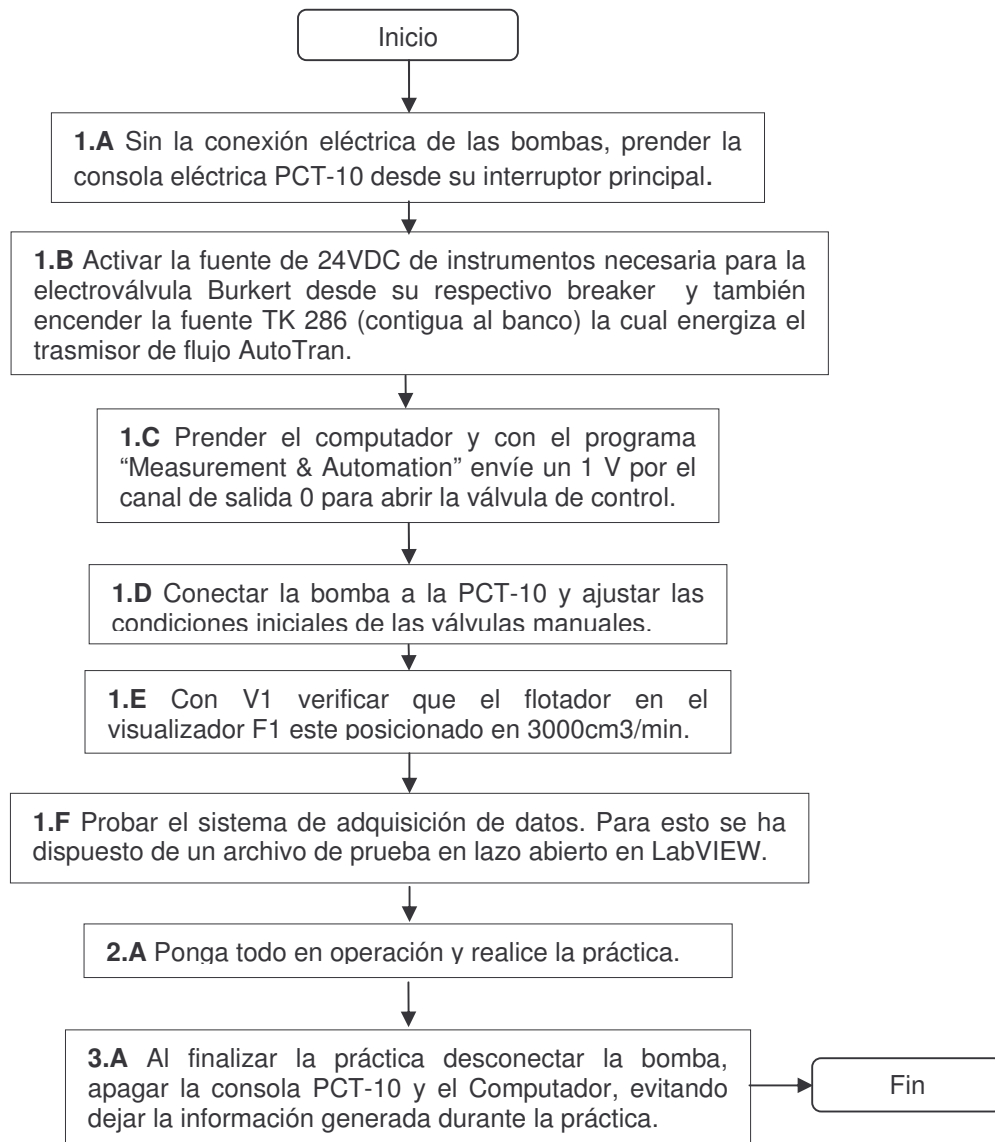 Inicio
1.A Sin la conexión eléctrica de las bombas, prender la
consola eléctrica PCT-10 desde su interruptor principal.
1.B Activar la fuente de 24VDC de instrumentos necesaria para la
electroválvula Burkert desde su respectivo breaker y también
encender la fuente TK 286 (contigua al banco) la cual energiza el
trasmisor de flujo AutoTran.
1.C Prender el computador y con el programa
“Measurement & Automation” envíe un 1 V por el
canal de salida 0 para abrir la válvula de control.
1.D Conectar la bomba a la PCT-10 y ajustar las
condiciones iniciales de las válvulas manuales.
1.E Con V1 verificar que el flotador en el
visualizador F1 este posicionado en 3000cm3/min.
1.F Probar el sistema de adquisición de datos. Para esto se ha
dispuesto de un archivo de prueba en lazo abierto en LabVIEW.
2.A Ponga todo en operación y realice la práctica.
3.A Al finalizar la práctica desconectar la bomba,
apagar la consola PCT-10 y el Computador, evitando
dejar la información generada durante la práctica.
Fin